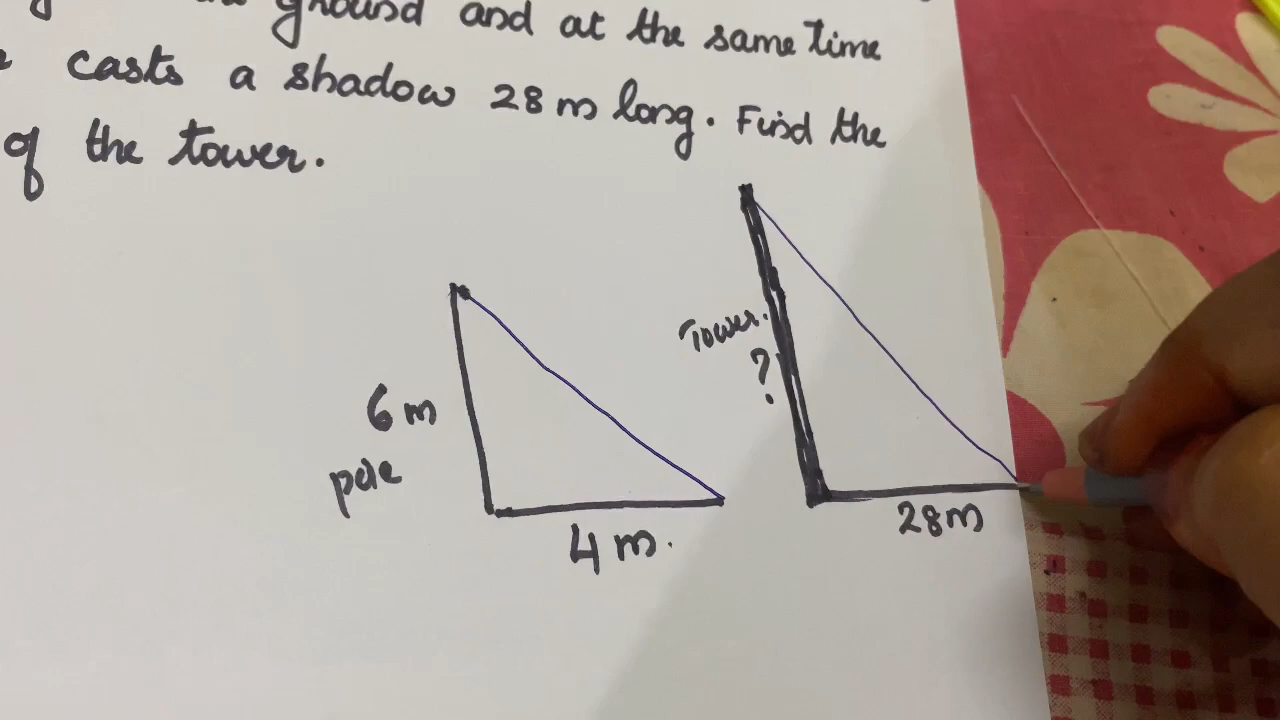 ground and at the same time
casts a shadow 28 m long. Find the
of the tower.
Tower.
?
6 m
pole
4 m.
28m